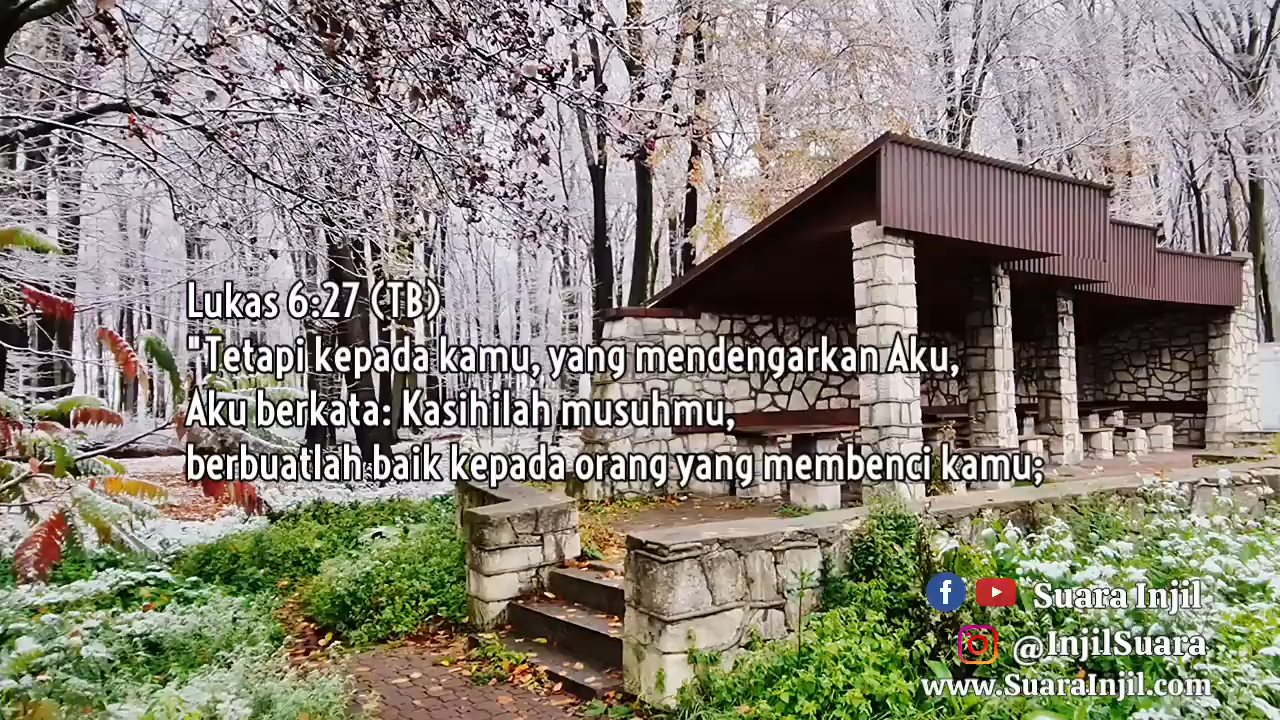 Lukas 6:27 (TB)
"Tetapi kepada kamu, yang mendengarkan Aku,
Aku berkata: Kasihilah musuhmu,
berbuatlah baik kepada orang yang membenci kamu;
Suara Injil
@InjilSuara
www.SuaraInjil.com